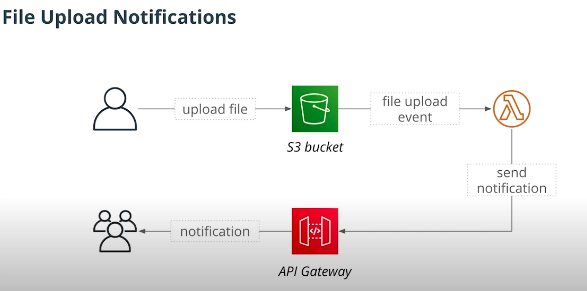 File Upload Notifications
upload file
file upload
event
S3 bucket
send
notification
notification
API Gateway